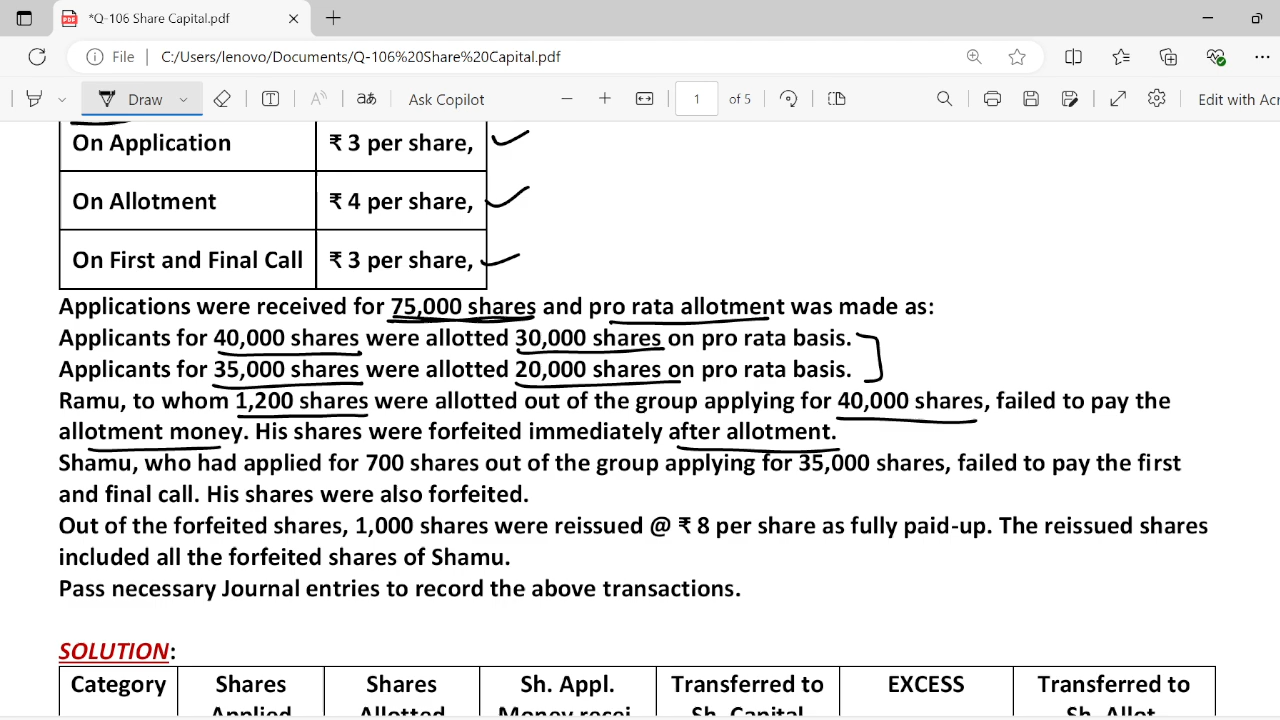 *Q-106 Share Capital.pdf
File C:/Users/lenovo/Documents/Q-106%20Share%20Capital.pdf
Draw Ask Copilot 1 of 5 Edit with Acr
On Application ₹ 3 per share,
On Allotment ₹ 4 per share,
On First and Final Call ₹ 3 per share,
Applications were received for 75,000 shares and pro rata allotment was made as:
Applicants for 40,000 shares were allotted 30,000 shares on pro rata basis.
Applicants for 35,000 shares were allotted 20,000 shares on pro rata basis.
Ramu, to whom 1,200 shares were allotted out of the group applying for 40,000 shares, failed to pay the
allotment money. His shares were forfeited immediately after allotment.
Shamu, who had applied for 700 shares out of the group applying for 35,000 shares, failed to pay the first
and final call. His shares were also forfeited.
Out of the forfeited shares, 1,000 shares were reissued @ ₹ 8 per share as fully paid-up. The reissued shares
included all the forfeited shares of Shamu.
Pass necessary Journal entries to record the above transactions.
SOLUTION:
Category Shares Shares Sh. Appl. Transferred to EXCESS Transferred to
Applied Allotted Money recei Sh. Capital Sh. Allot